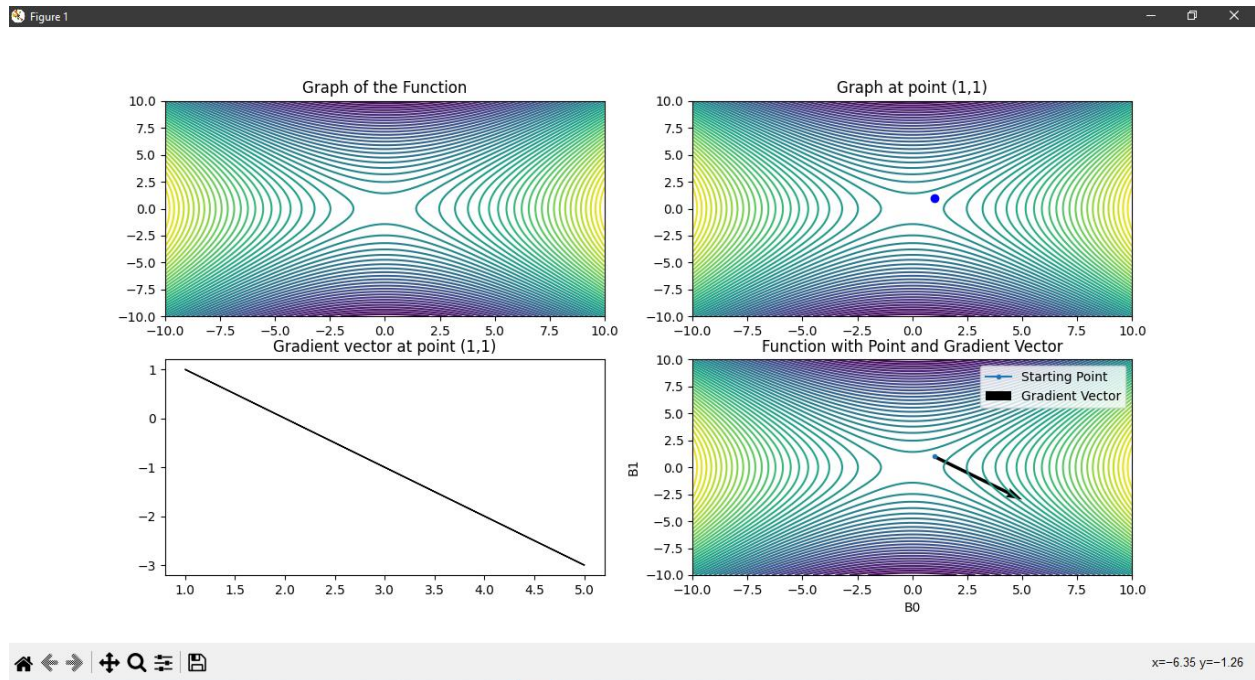 Figure 1
Graph of the Function
10.0
7.5
5.0
2.5
0.0
−2.5
−5.0
−7.5
−10.0
−10.0 −7.5 −5.0 −2.5 0.0 2.5 5.0 7.5 10.0
Graph at point (1,1)
10.0
7.5
5.0
2.5
0.0
−2.5
−5.0
−7.5
−10.0
−10.0 −7.5 −5.0 −2.5 0.0 2.5 5.0 7.5 10.0
Gradient vector at point (1,1)
1
0
−1
−2
−3
1.0 1.5 2.0 2.5 3.0 3.5 4.0 4.5 5.0
Function with Point and Gradient Vector
Starting Point
Gradient Vector
B1
10.0
7.5
5.0
2.5
0.0
−2.5
−5.0
−7.5
−10.0
−10.0 −7.5 −5.0 −2.5 0.0 2.5 5.0 7.5 10.0
B0
x=−6.35 y=−1.26